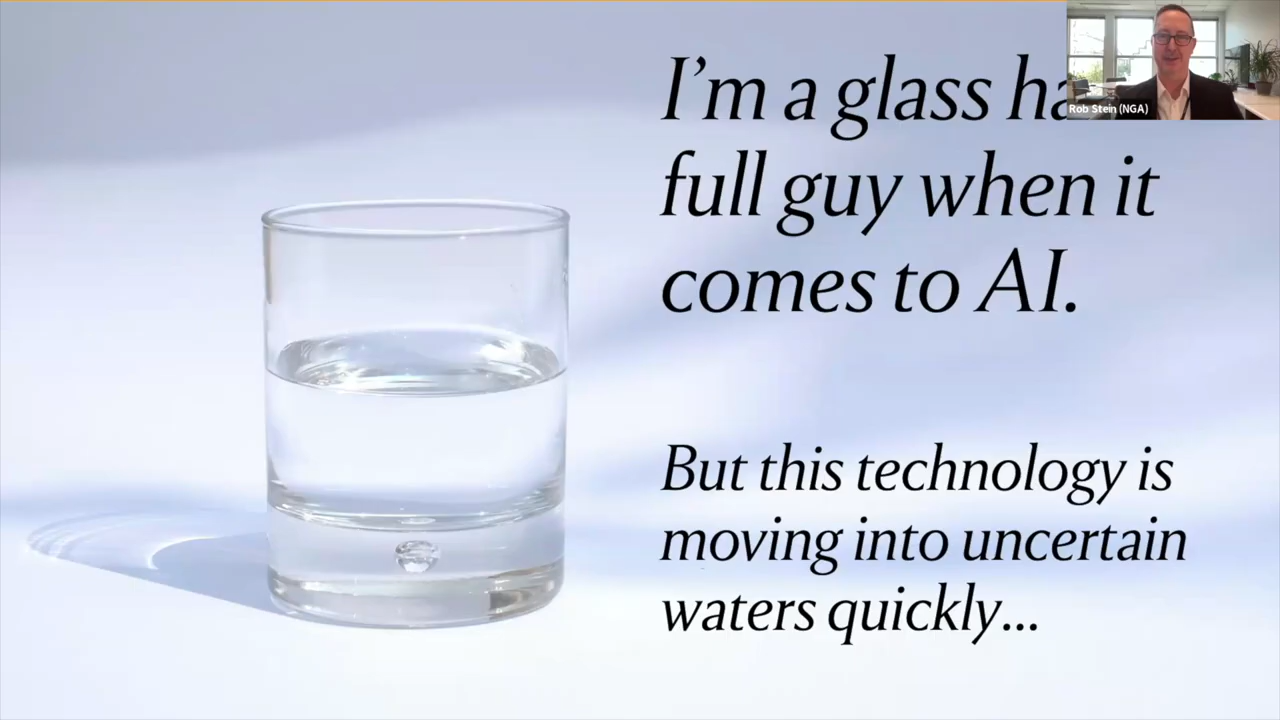 I’m a glass ha
full guy when it
comes to AI.
But this technology is
moving into uncertain
waters quickly...
Rob Stein (NGA)